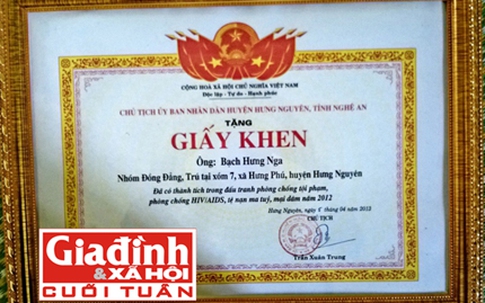 CỘNG HOÀ XÃ HỘI CHỦ NGHĨA VIỆT NAM
Độc lập - Tự do - Hạnh phúc
CHỦ TỊCH ỦY BAN NHÂN DÂN HUYỆN HƯNG NGUYÊN, TỈNH NGHỆ AN
TẶNG
GIẤY KHEN
Ông: Bạch Hưng Nga
Nhóm Đồng Đẳng, Trú tại xóm 7, xã Hưng Phú, huyện Hưng Nguyên
Đã có thành tích trong đấu tranh phòng chống tội phạm,
phòng chống HIV/AIDS, tệ nạn ma tuý, mại dâm năm 2012
Hưng Nguyên, ngày 04 năm 2013
CHỦ TỊCH
Trần Xuân Trung
Giađình
& XÃ HỘI
CUỐI TUẦN